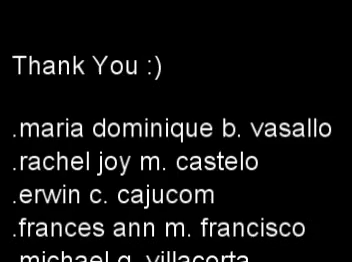 Thank You :)
.maria dominique b. vasallo
.rachel joy m. castelo
.erwin c. cajucom
.frances ann m. francisco
.michael g. villacorta